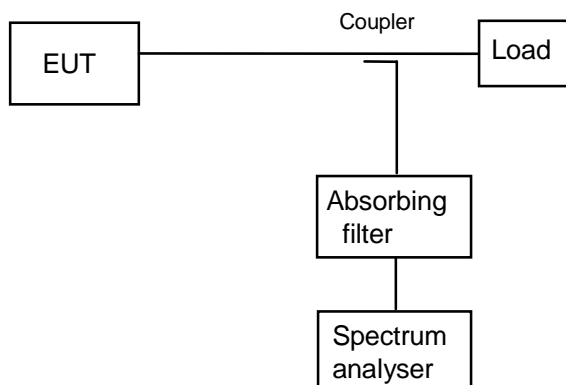 Coupler
EUT
Load
Absorbing
filter
Spectrum
analyser